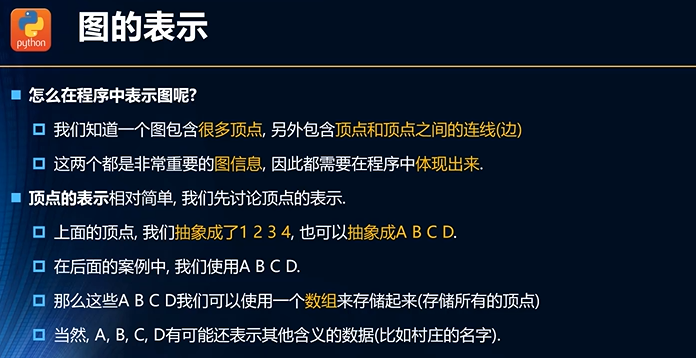 python
图的表示
怎么在程序中表示图呢?
我们知道一个图包含很多顶点, 另外包含顶点和顶点之间的连线(边)
这两个都是非常重要的图信息, 因此都需要在程序中体现出来.
顶点的表示相对简单, 我们先讨论顶点的表示.
上面的顶点, 我们抽象成了1 2 3 4, 也可以抽象成A B C D.
在后面的案例中, 我们使用A B C D.
那么这些A B C D我们可以使用一个数组来存储起来(存储所有的顶点)
当然, A, B, C, D有可能还表示其他含义的数据(比如村庄的名字).